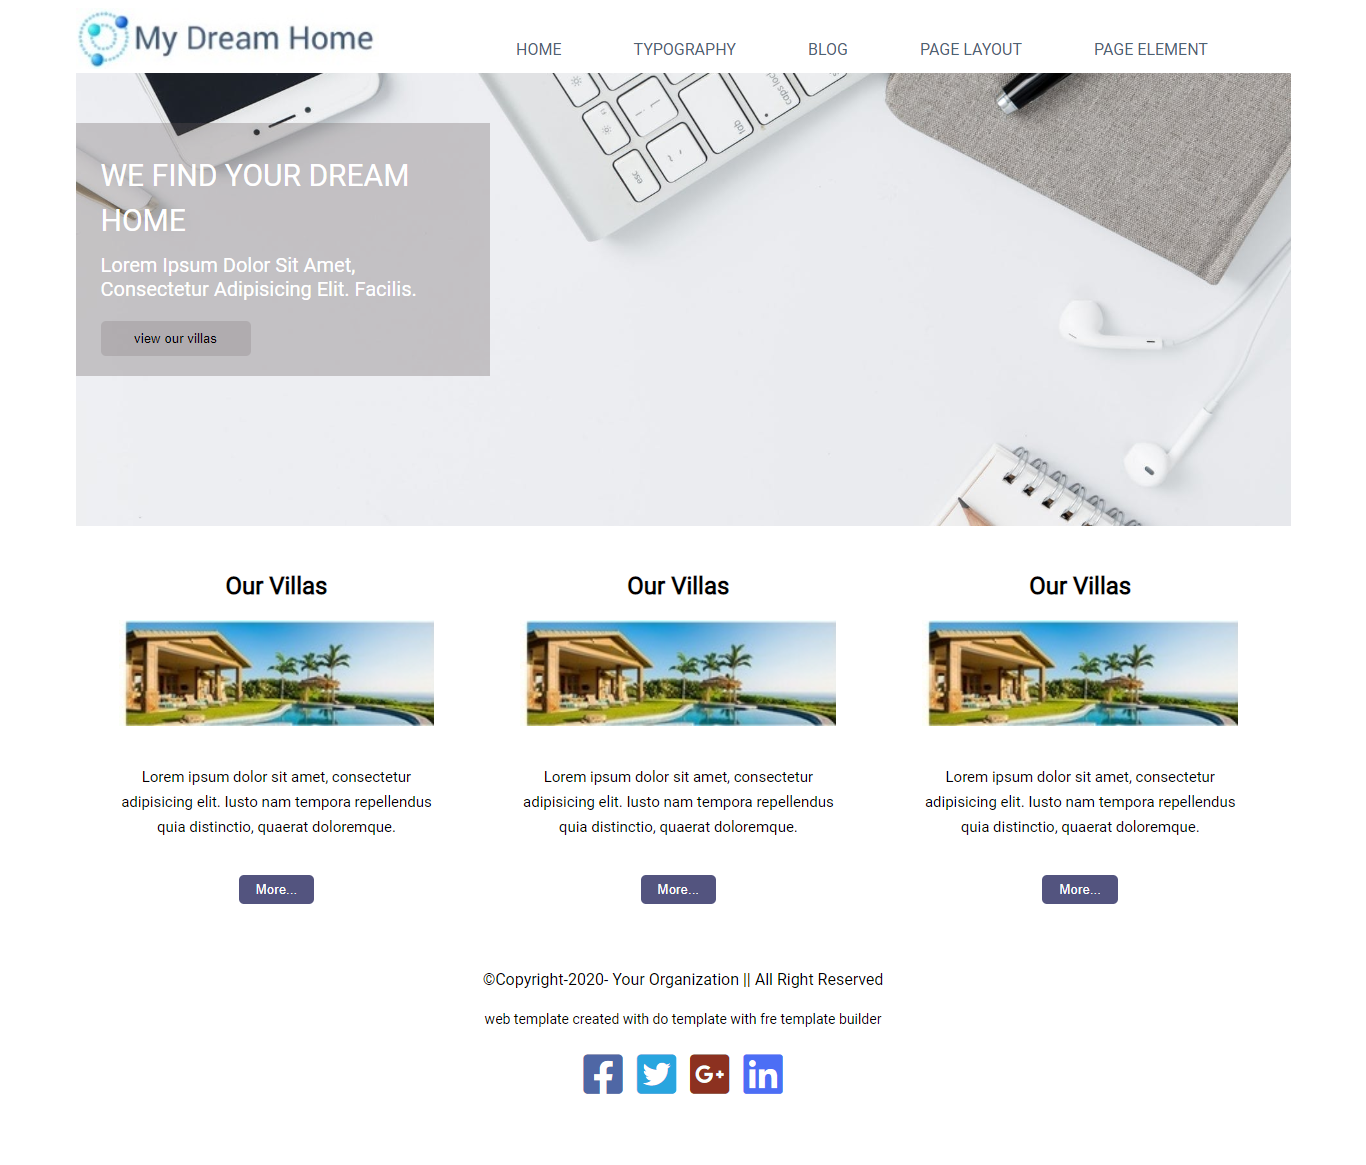 My Dream Home
HOME TYPOGRAPHY BLOG PAGE LAYOUT PAGE ELEMENT
caps lock
tab
esc
WE FIND YOUR DREAM
HOME
Lorem Ipsum Dolor Sit Amet,
Consectetur Adipisicing Elit. Facilis.
view our villas
Our Villas Our Villas Our Villas
Lorem ipsum dolor sit amet, consectetur
adipisicing elit. Iusto nam tempora repellendus
quia distinctio, quaerat doloremque.
Lorem ipsum dolor sit amet, consectetur
adipisicing elit. Iusto nam tempora repellendus
quia distinctio, quaerat doloremque.
Lorem ipsum dolor sit amet, consectetur
adipisicing elit. Iusto nam tempora repellendus
quia distinctio, quaerat doloremque.
More... More... More...
©Copyright-2020- Your Organization || All Right Reserved
web template created with do template with fre template builder
f G+ in